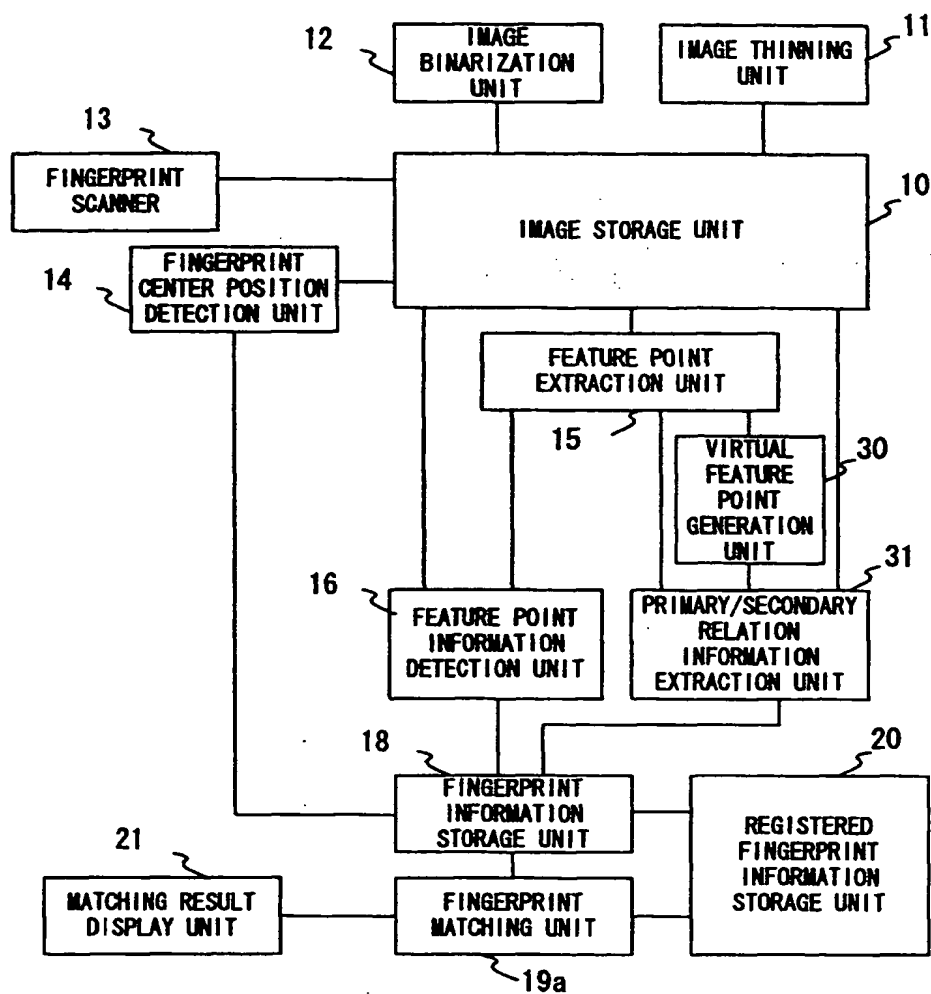 12
IMAGE
BINARIZATION
UNIT
IMAGE THINNING
UNIT
11
13
FINGERPRINT
SCANNER
10
IMAGE STORAGE UNIT
14
FINGERPRINT
CENTER POSITION
DETECTION UNIT
FEATURE POINT
EXTRACTION UNIT
15
VIRTUAL
FEATURE
POINT
GENERATION
UNIT
30
16
FEATURE POINT
INFORMATION
DETECTION UNIT
31
PRIMARY/SECONDARY
RELATION
INFORMATION
EXTRACTION UNIT
18
FINGERPRINT
INFORMATION
STORAGE UNIT
20
REGISTERED
FINGERPRINT
INFORMATION
STORAGE UNIT
21
MATCHING RESULT
DISPLAY UNIT
FINGERPRINT
MATCHING UNIT
19a